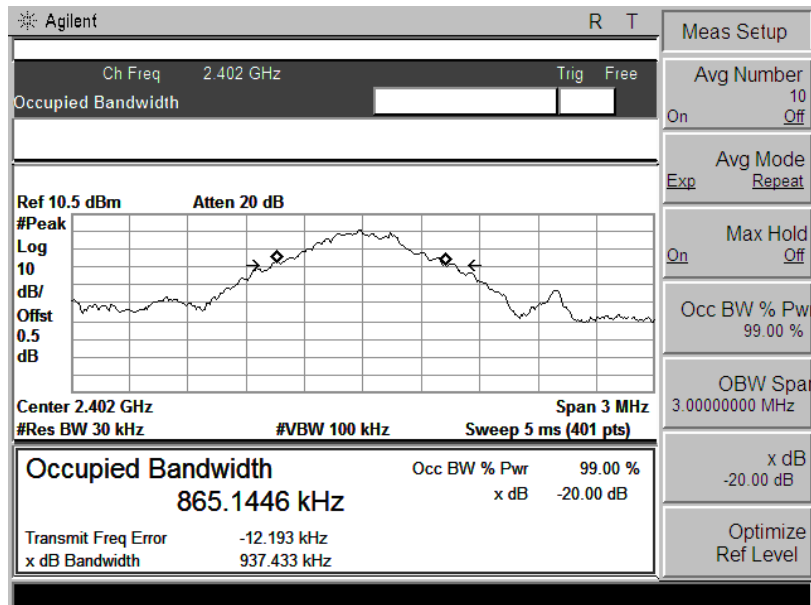 Agilent R T
Ch Freq 2.402 GHz Trig Free
Occupied Bandwidth
Ref 10.5 dBm Atten 20 dB
#Peak
Log
10
dB/
Offst
0.5
dB
Center 2.402 GHz Span 3 MHz
#Res BW 30 kHz #VBW 100 kHz Sweep 5 ms (401 pts)
Occupied Bandwidth Occ BW % Pwr 99.00 %
865.1446 kHz x dB -20.00 dB
Transmit Freq Error -12.193 kHz
x dB Bandwidth 937.433 kHz
Meas Setup
Avg Number
10
On Off
Avg Mode
Exp Repeat
Max Hold
On Off
Occ BW % Pwr
99.00 %
OBW Spar
3.00000000 MHz
x dB
-20.00 dB
Optimize
Ref Level